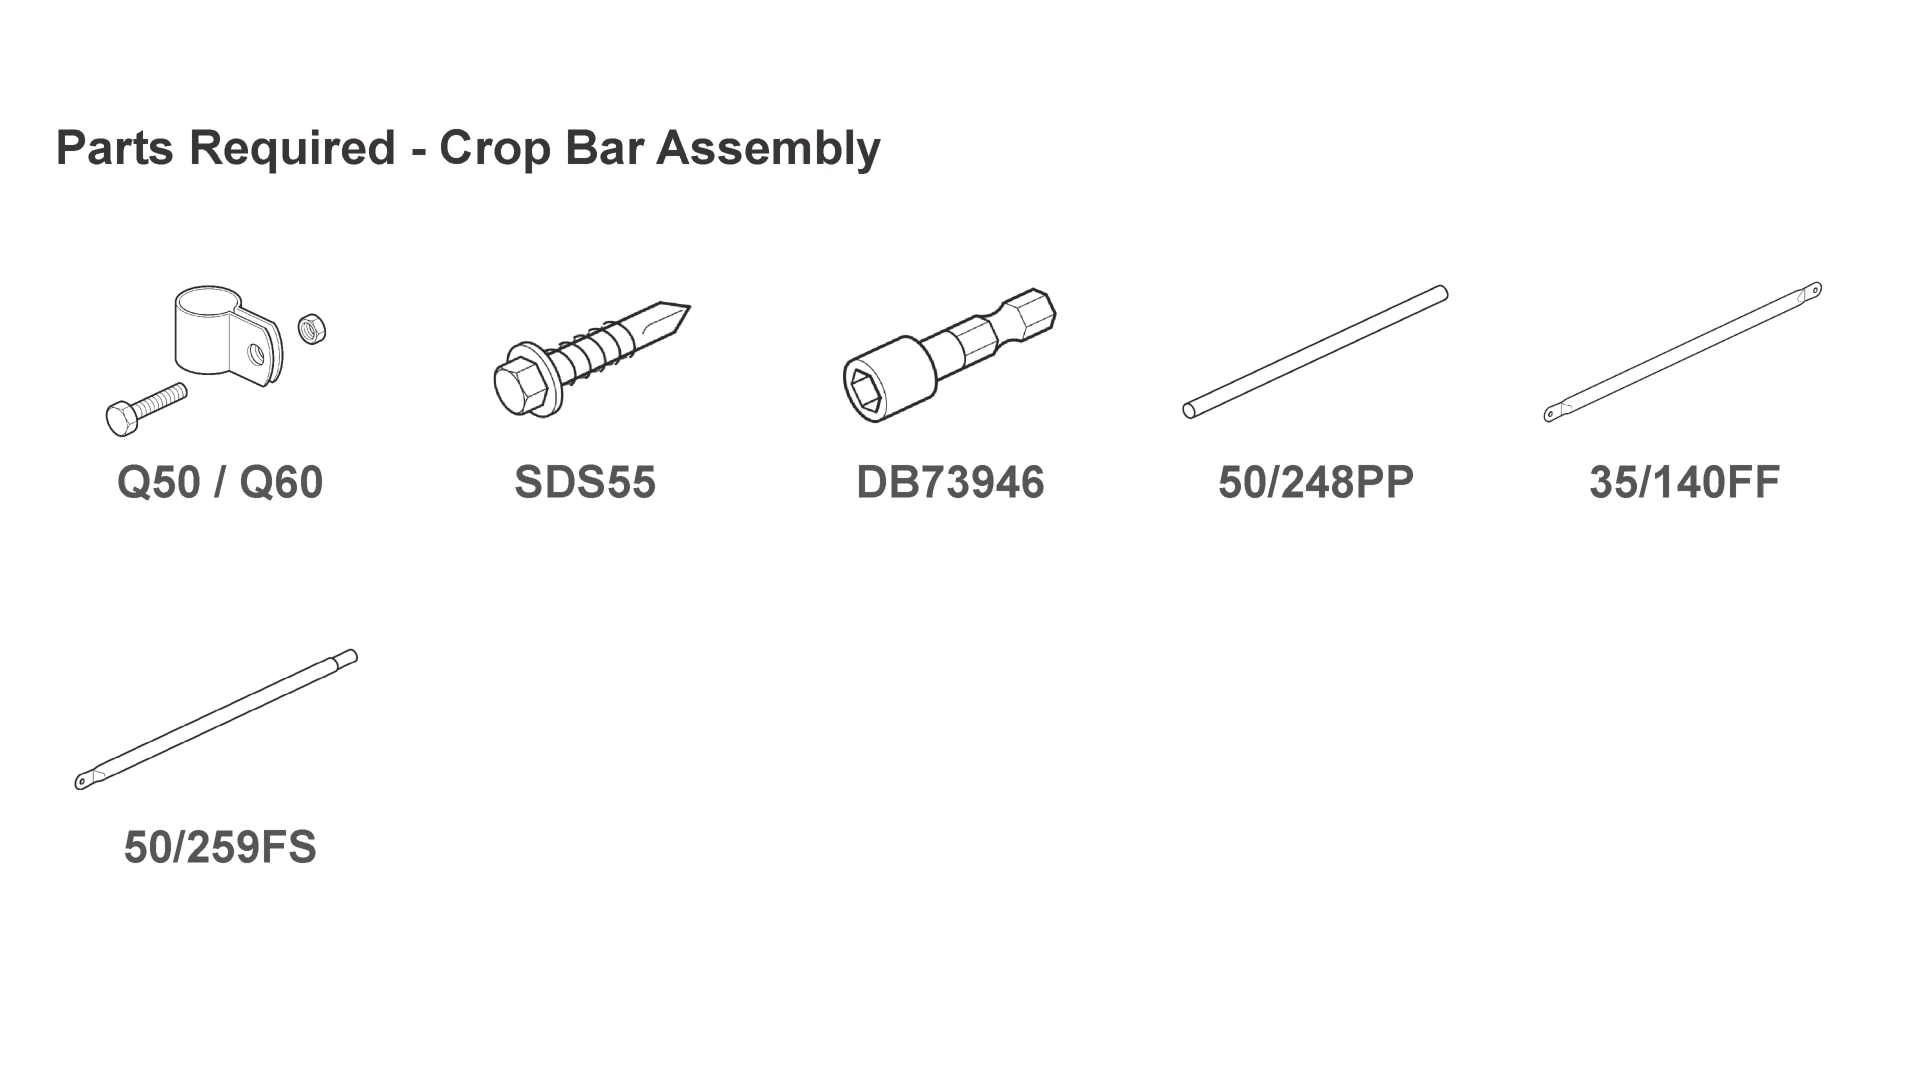 Parts Required - Crop Bar Assembly
Q50 / Q60
SDS55
DB73946
50/248PP
35/140FF
50/259FS